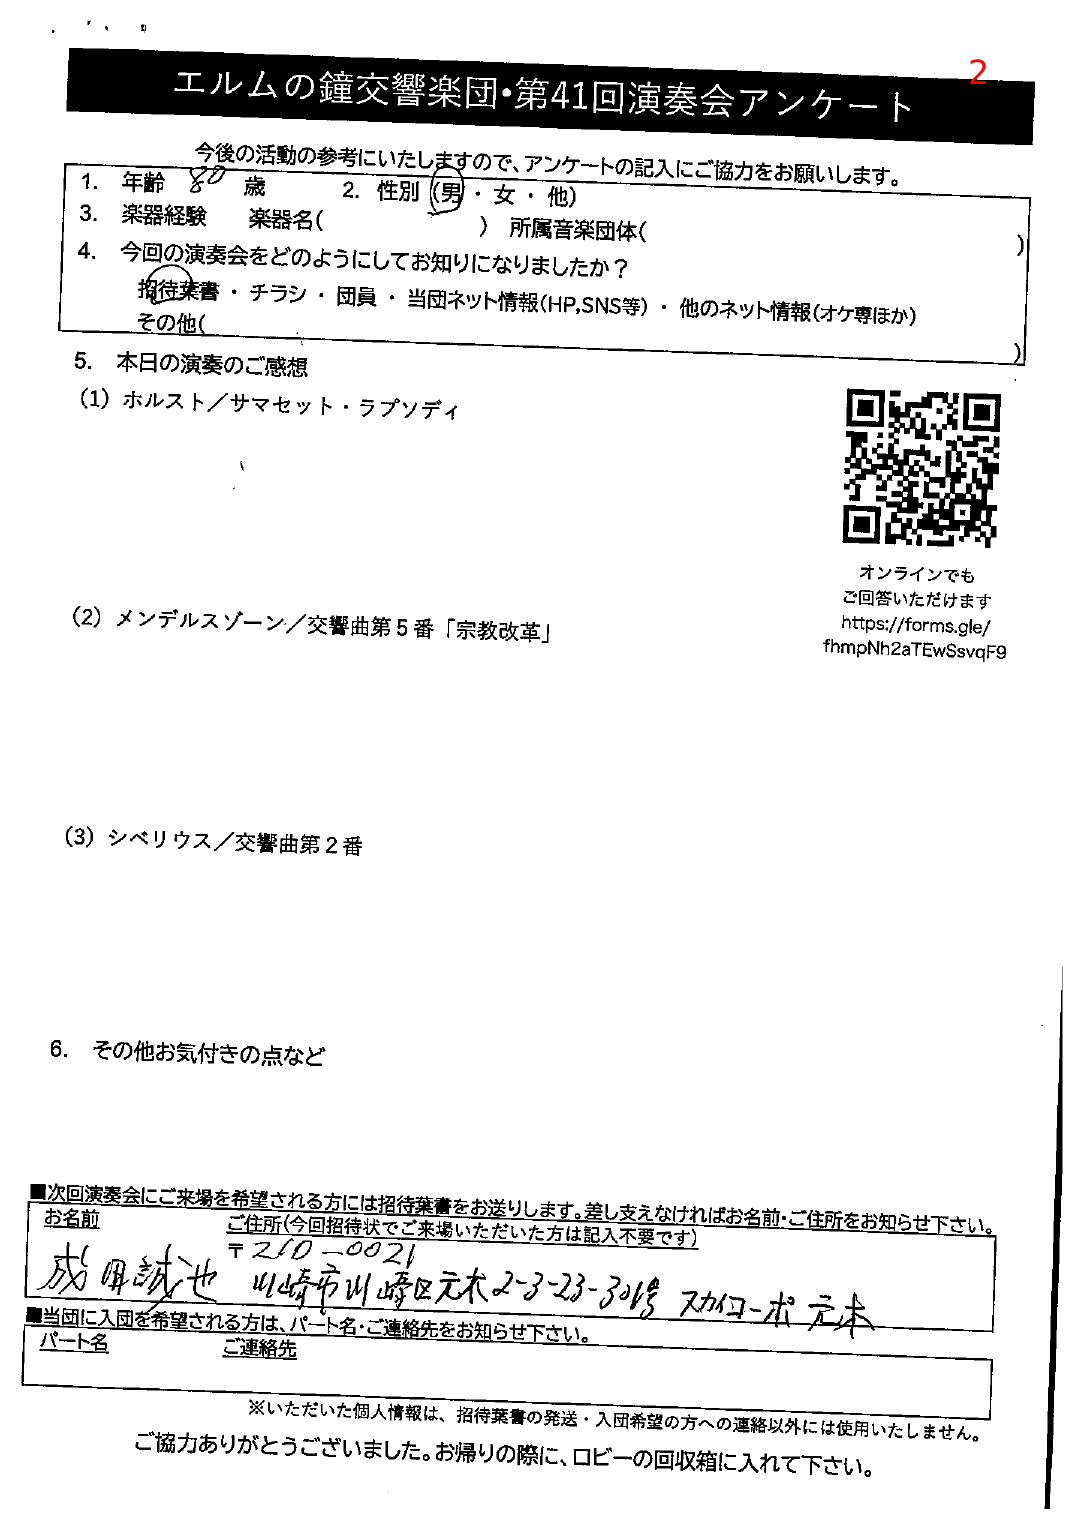 2
エルムの鐘交響楽団・第41回演奏会アンケート
今後の活動の参考にいたしますので、アンケートの記入にご協力をお願いします。
1. 年齢 80 歳 2. 性別 (男・女・他)
3. 楽器経験 楽器名( ) 所属音楽団体( )
4. 今回の演奏会をどのようにしてお知りになりましたか？
招待葉書・チラシ・団員・当団ネット情報(HP,SNS等)・他のネット情報(オケ専ほか)
その他( )
5. 本日の演奏のご感想
(1) ホルスト／サマセット・ラプソディ
オンラインでも
ご回答いただけます
https://forms.gle/
fhmpNh2aTEwSsvqF9
(2) メンデルスゾーン／交響曲第５番「宗教改革」
(3) シベリウス／交響曲第２番
6. その他お気付きの点など
■次回演奏会にご来場を希望される方には招待葉書をお送りします。差し支えなければお名前・ご住所をお知らせ下さい。
お名前 ご住所(今回招待状でご来場いただいた方は記入不要です)
〒210-0021
成田誠池 川崎市川崎区元木2-3-23-301号 スカイコーポ元木
■当団に入団を希望される方は、パート名・ご連絡先をお知らせ下さい。
パート名 ご連絡先
※いただいた個人情報は、招待葉書の発送・入団希望の方への連絡以外には使用いたしません。
ご協力ありがとうございました。お帰りの際に、ロビーの回収箱に入れて下さい。